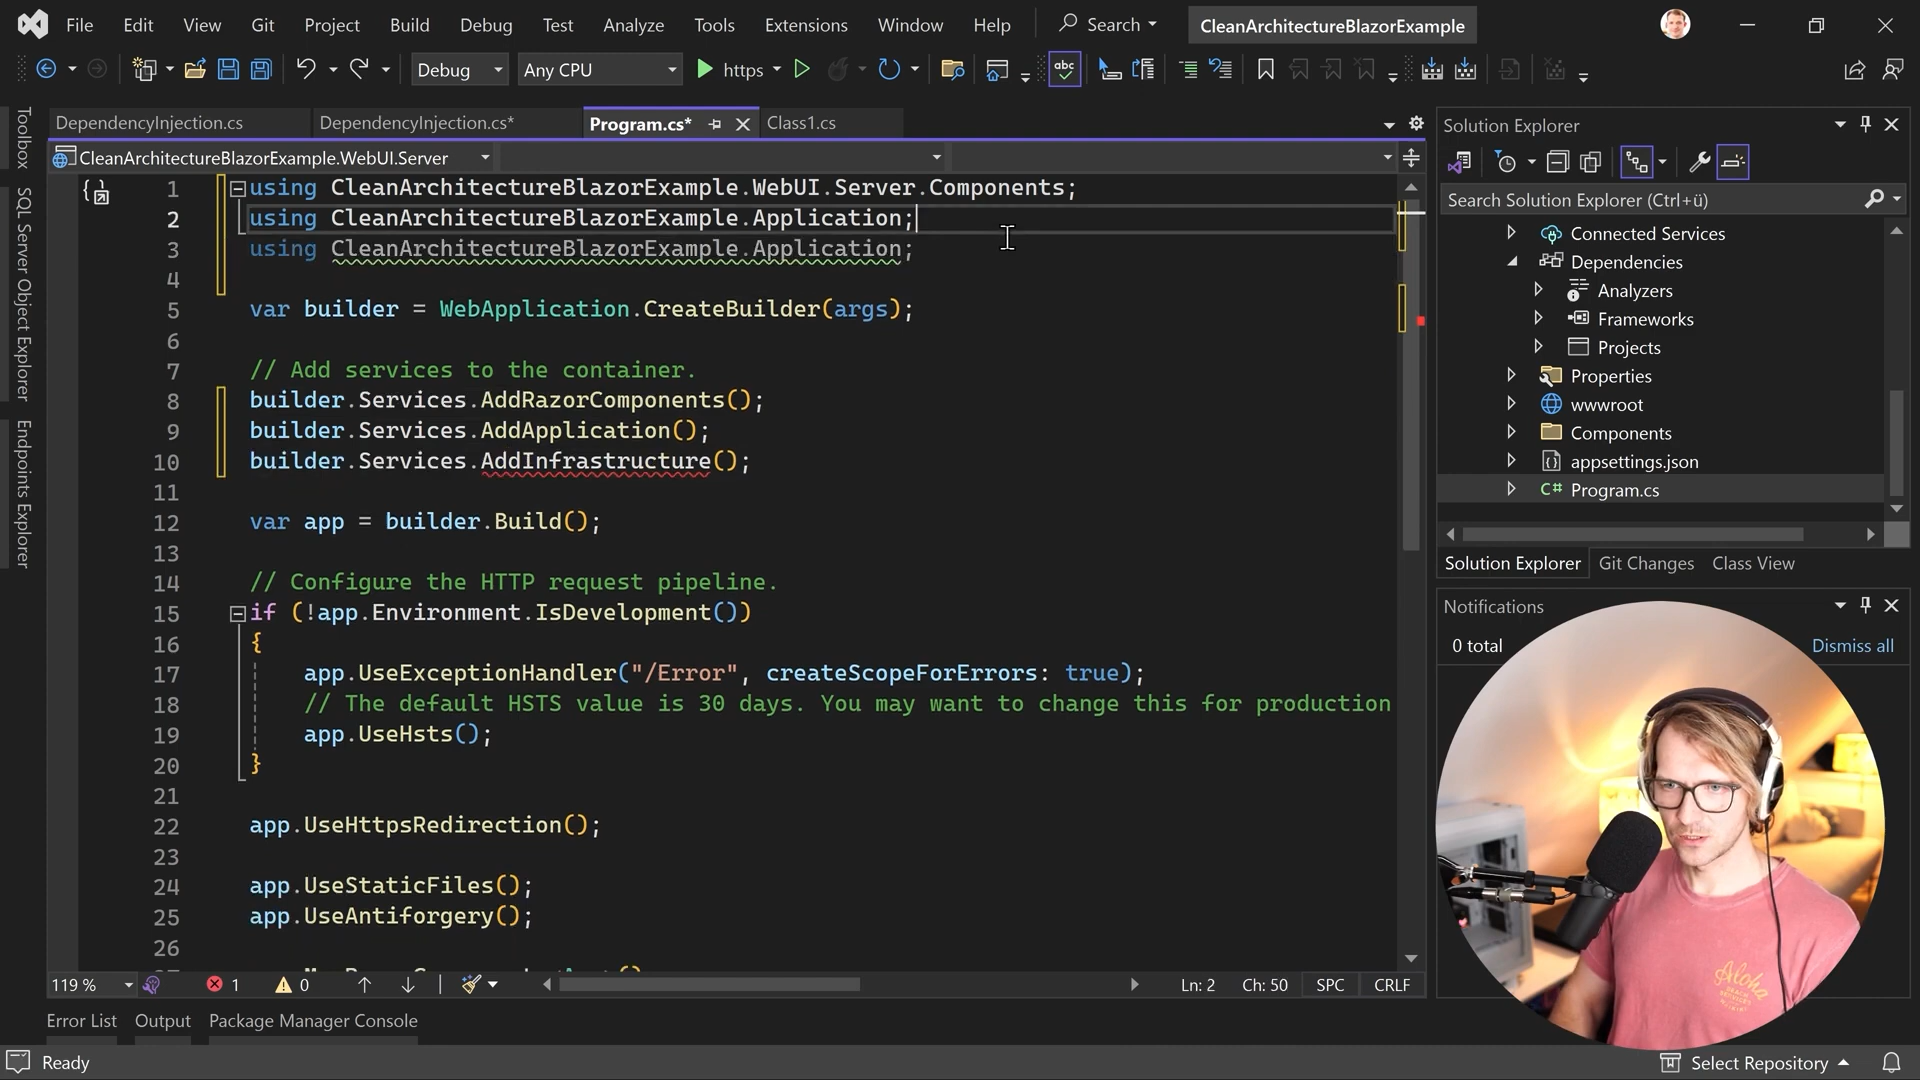 File Edit View Git Project Build Debug Test Analyze Tools Extensions Window Help Search CleanArchitectureBlazorExample
Debug Any CPU https abc
DependencyInjection.cs DependencyInjection.cs* Program.cs* Class1.cs
CleanArchitectureBlazorExample.WebUI.Server
Toolbox
SQL Server Object Explorer
Endpoints Explorer
1 using CleanArchitectureBlazorExample.WebUI.Server.Components;
2 using CleanArchitectureBlazorExample.Application;
3 using CleanArchitectureBlazorExample.Application;
4
5 var builder = WebApplication.CreateBuilder(args);
6
7 // Add services to the container.
8 builder.Services.AddRazorComponents();
9 builder.Services.AddApplication();
10 builder.Services.AddInfrastructure();
11
12 var app = builder.Build();
13
14 // Configure the HTTP request pipeline.
15 if (!app.Environment.IsDevelopment())
16 {
17 app.UseExceptionHandler("/Error", createScopeForErrors: true);
18 // The default HSTS value is 30 days. You may want to change this for production
19 app.UseHsts();
20 }
21
22 app.UseHttpsRedirection();
23
24 app.UseStaticFiles();
25 app.UseAntiforgery();
26
119 % 1 0 Ln: 2 Ch: 50 SPC CRLF
Error List Output Package Manager Console
Ready
Solution Explorer
Search Solution Explorer (Ctrl+ü)
Connected Services
Dependencies
Analyzers
Frameworks
Projects
Properties
wwwroot
Components
appsettings.json
C# Program.cs
Solution Explorer Git Changes Class View
Notifications
0 total Dismiss all
Aloha
Select Repository